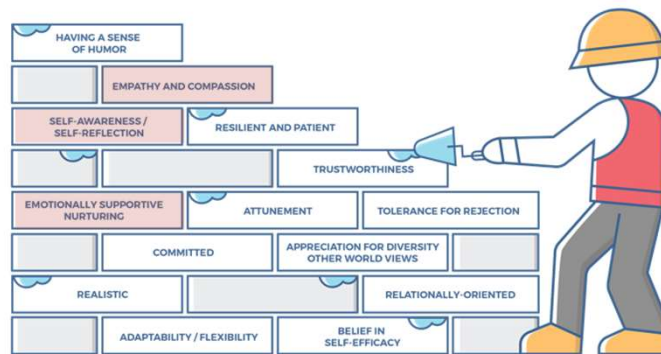 HAVING A SENSE
OF HUMOR
EMPATHY AND COMPASSION
SELF-AWARENESS /
SELF-REFLECTION
RESILIENT AND PATIENT
TRUSTWORTHINESS
EMOTIONALLY SUPPORTIVE
NURTURING
ATTUNEMENT
TOLERANCE FOR REJECTION
COMMITTED
APPRECIATION FOR DIVERSITY
OTHER WORLD VIEWS
REALISTIC
RELATIONALLY-ORIENTED
ADAPTABILITY / FLEXIBILITY
BELIEF IN
SELF-EFFICACY